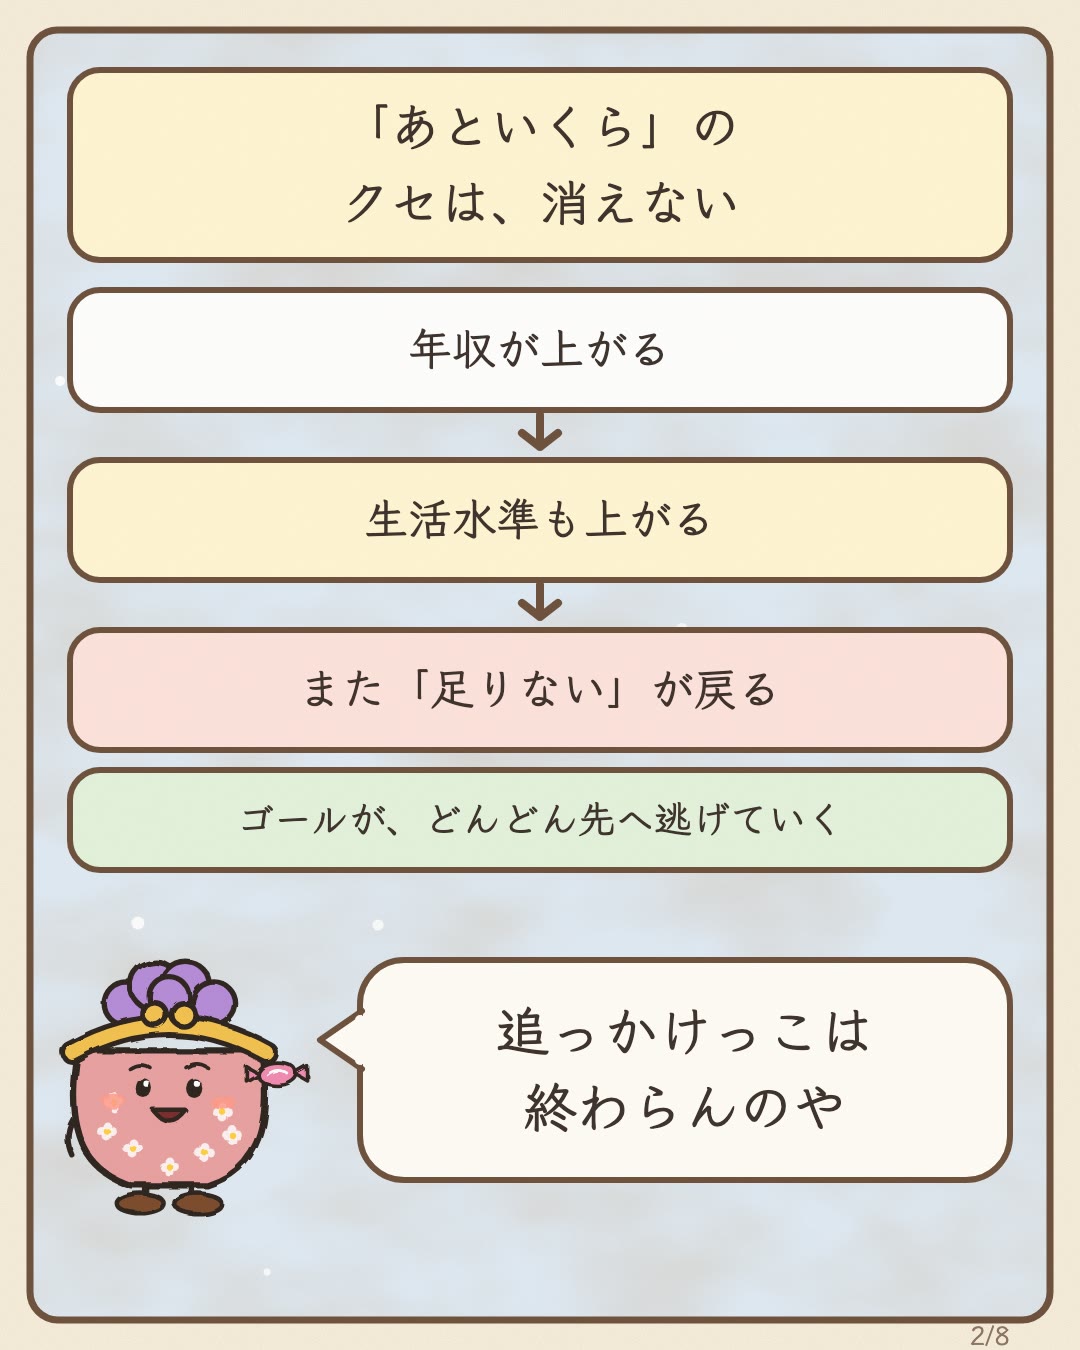 「あといくら」の
クセは、消えない
年収が上がる
生活水準も上がる
また「足りない」が戻る
ゴールが、どんどん先へ逃げていく
追っかけっこは
終わらんのや
2/8